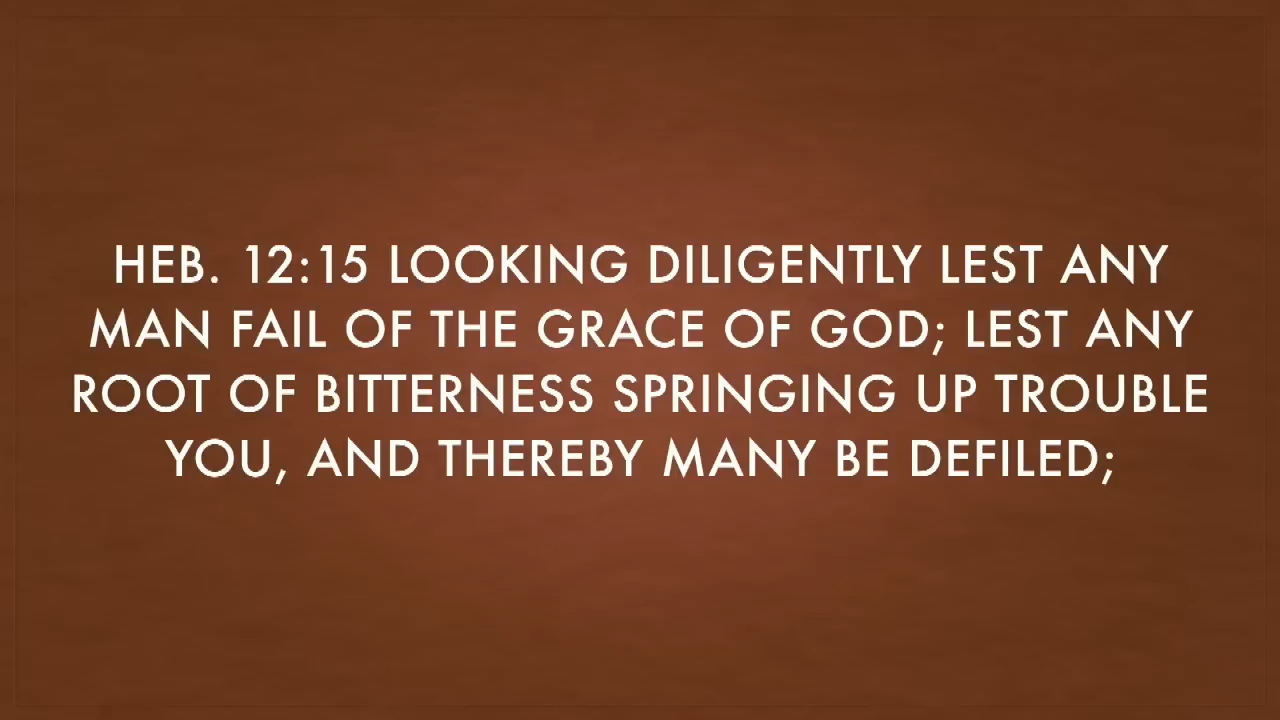 HEB. 12:15 LOOKING DILIGENTLY LEST ANY
MAN FAIL OF THE GRACE OF GOD; LEST ANY
ROOT OF BITTERNESS SPRINGING UP TROUBLE
YOU, AND THEREBY MANY BE DEFILED;